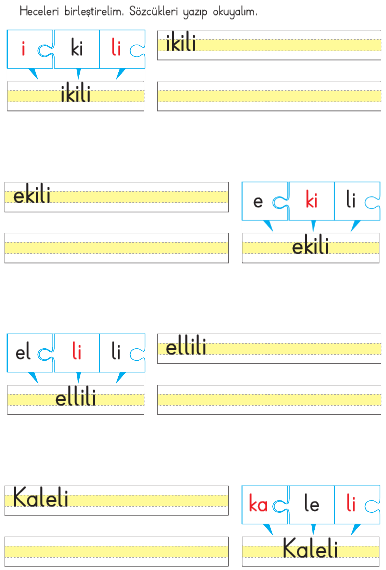 Heceleri birleştirelim. Sözcükleri yazıp okuyalım.
i ki li
ikili
ikili
ekili
e ki li
ekili
el li li
ellili
ellili
Kaleli
ka le li
Kaleli